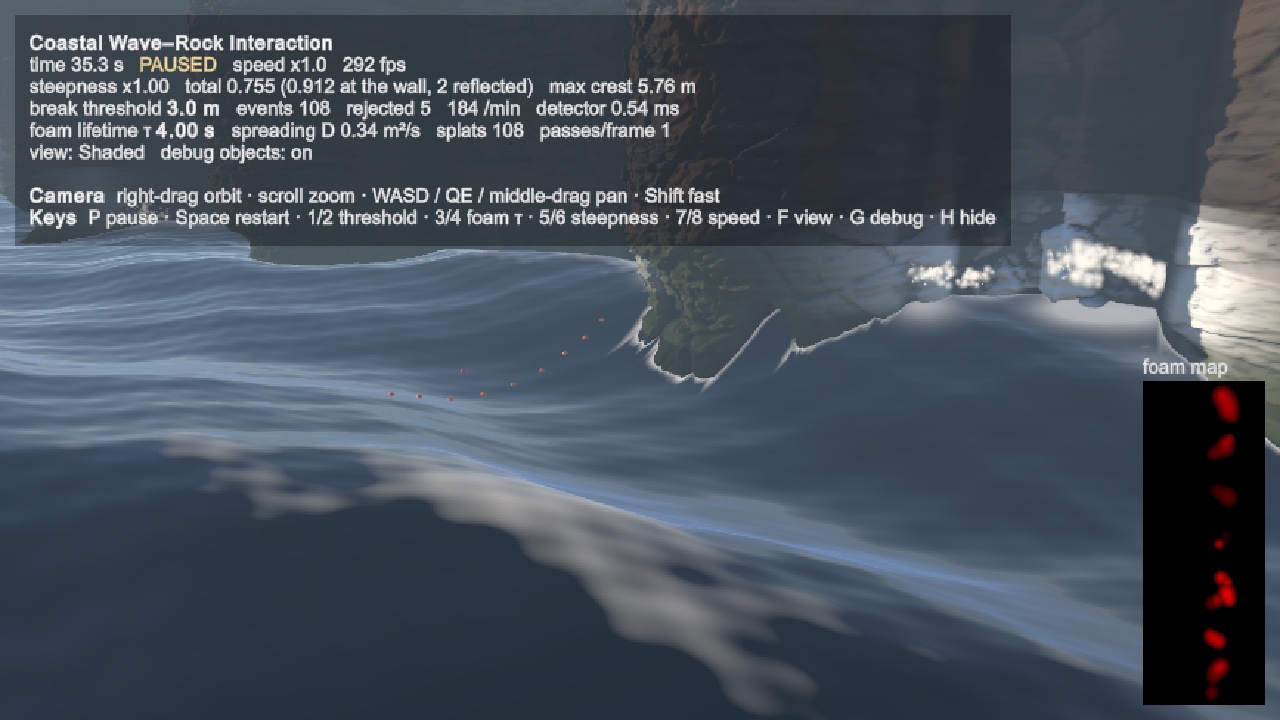 Coastal Wave–Rock Interaction
time 35.3 s PAUSED speed x1.0 292 fps
steepness x1.00 total 0.755 (0.912 at the wall, 2 reflected) max crest 5.76 m
break threshold 3.0 m events 108 rejected 5 184 /min detector 0.54 ms
foam lifetime τ 4.00 s spreading D 0.34 m²/s splats 108 passes/frame 1
view: Shaded debug objects: on
Camera right-drag orbit · scroll zoom · WASD / QE / middle-drag pan · Shift fast
Keys P pause · Space restart · 1/2 threshold · 3/4 foam τ · 5/6 steepness · 7/8 speed · F view · G debug · H hide
foam map